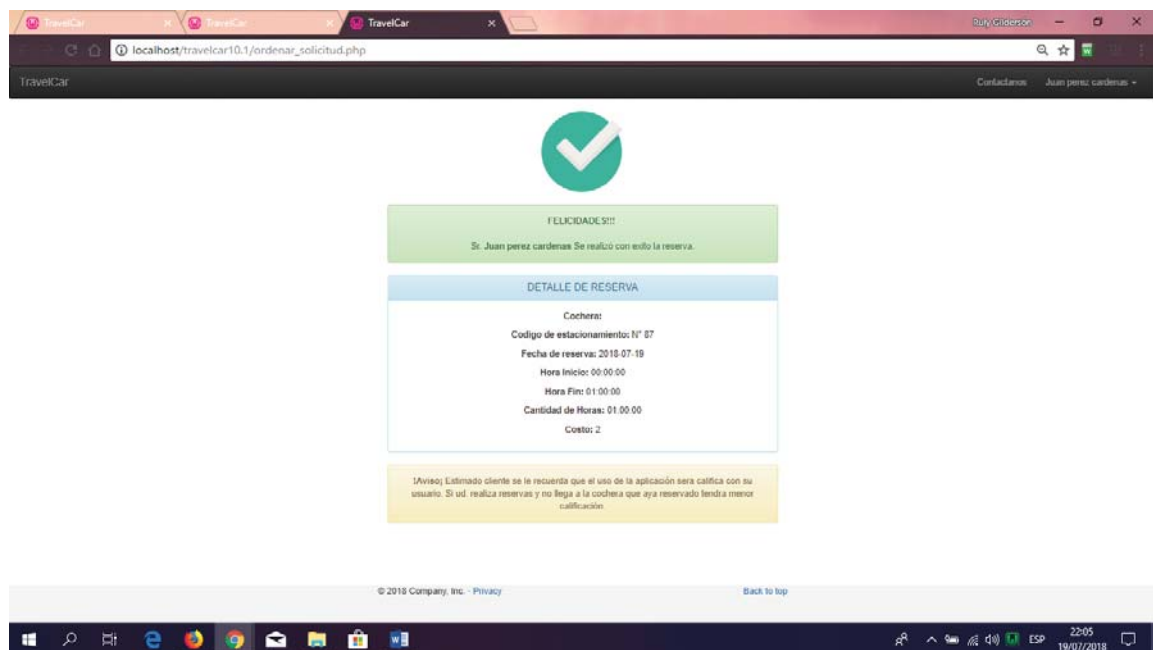 TravelCar
TravelCar
TravelCar
Ruly Gilderson
localhost/travelcar10.1/ordenar_solicitud.php
TravelCar
Contactanos
Juan perez cardenas
FELICIDADES!!!
Sr. Juan perez cardenas Se realizó con exito la reserva.
DETALLE DE RESERVA
Cochera:
Codigo de estacionamiento: N° 87
Fecha de reserva: 2018-07-19
Hora Inicio: 00:00:00
Hora Fin: 01:00:00
Cantidad de Horas: 01:00:00
Costo: 2
!Aviso¡ Estimado cliente se le recuerda que el uso de la aplicación sera califica con su
usuario. Si ud. realiza reservas y no llega a la cochera que aya reservado tendra menor
calificación.
© 2018 Company, Inc. · Privacy
Back to top
ESP
22:05
19/07/2018